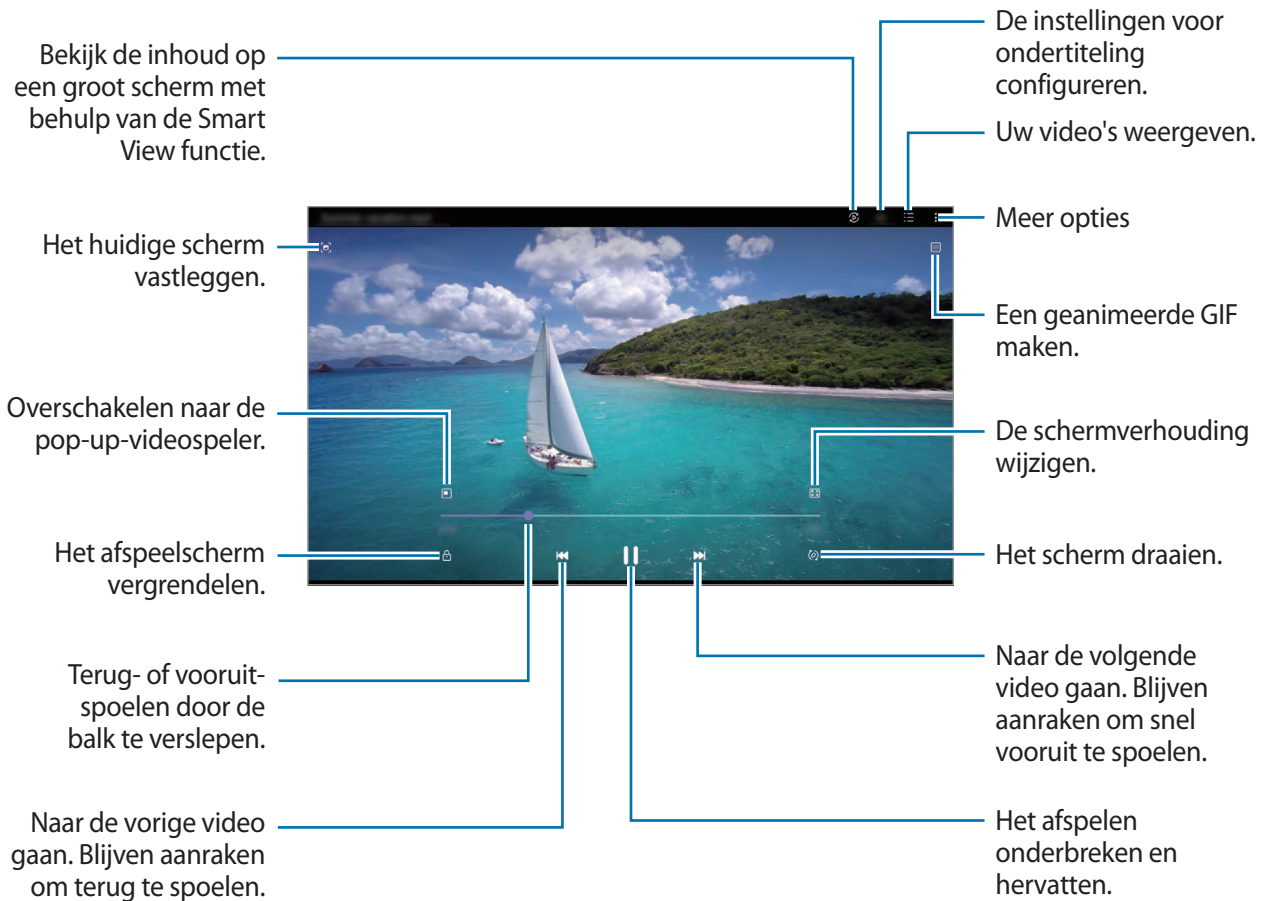 Bekijk de inhoud op
een groot scherm met
behulp van de Smart
View functie.
De instellingen voor
ondertiteling
configureren.
Uw video's weergeven.
Meer opties
Het huidige scherm
vastleggen.
Een geanimeerde GIF
maken.
Overschakelen naar de
pop-up-videospeler.
De schermverhouding
wijzigen.
Het afspeelscherm
vergrendelen.
Het scherm draaien.
Terug- of vooruit-
spoelen door de
balk te verslepen.
Naar de volgende
video gaan. Blijven
aanraken om snel
vooruit te spoelen.
Naar de vorige video
gaan. Blijven aanraken
om terug te spoelen.
Het afspelen
onderbreken en
hervatten.